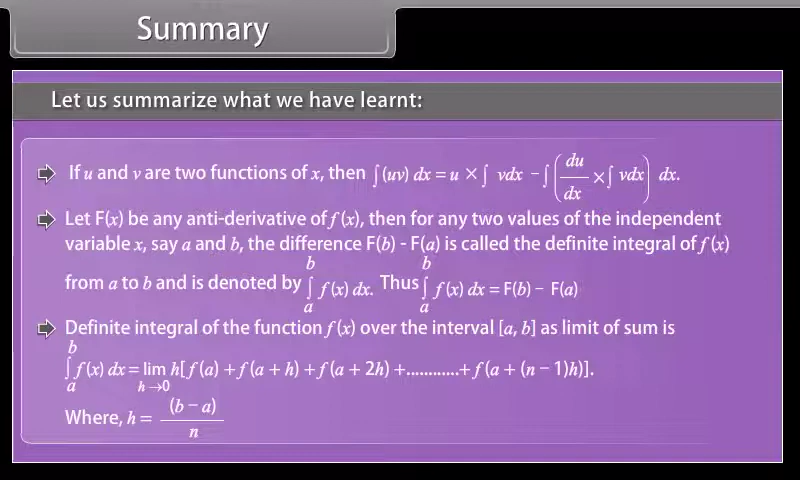 Summary
Let us summarize what we have learnt:
If u and v are two functions of x, then ∫(uv) dx = u × ∫ vdx − ∫(du/dx × ∫ vdx) dx.
Let F(x) be any anti-derivative of f (x), then for any two values of the independent
variable x, say a and b, the difference F(b) - F(a) is called the definite integral of f (x)
from a to b and is denoted by ∫ₐᵇ f (x) dx. Thus ∫ₐᵇ f (x) dx = F(b) − F(a)
Definite integral of the function f (x) over the interval [a, b] as limit of sum is
∫ₐᵇ f(x) dx = lim h→0 h[ f (a) + f (a + h) + f (a + 2h) +............+ f (a + (n − 1)h)].
Where, h = (b − a)/n